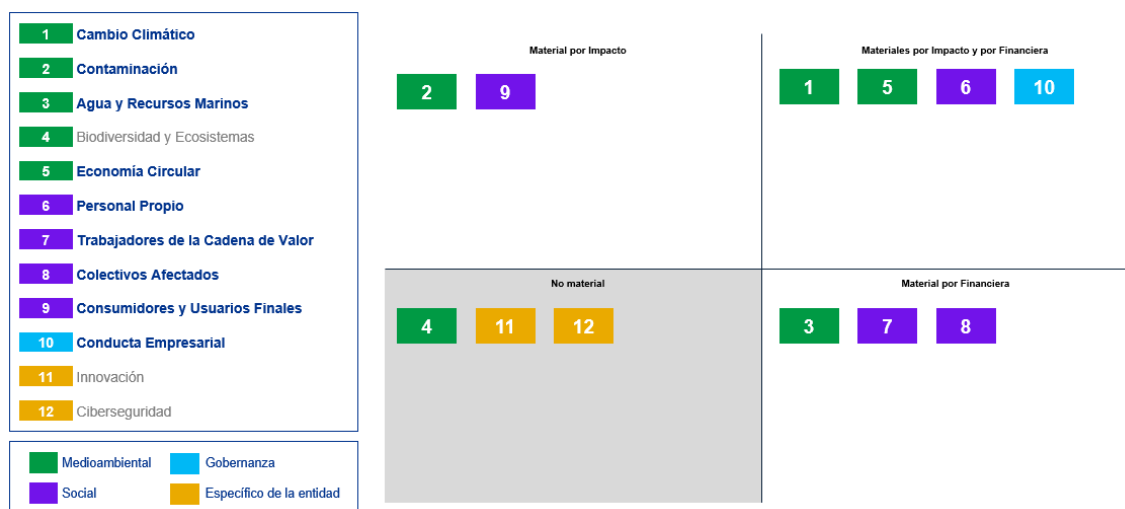 1 Cambio Climático
2 Contaminación
3 Agua y Recursos Marinos
4 Biodiversidad y Ecosistemas
5 Economía Circular
6 Personal Propio
7 Trabajadores de la Cadena de Valor
8 Colectivos Afectados
9 Consumidores y Usuarios Finales
10 Conducta Empresarial
11 Innovación
12 Ciberseguridad
Medioambiental
Gobernanza
Social
Específico de la entidad
Material por Impacto
2 9
Materiales por Impacto y por Financiera
1 5 6 10
No material
4 11 12
Material por Financiera
3 7 8